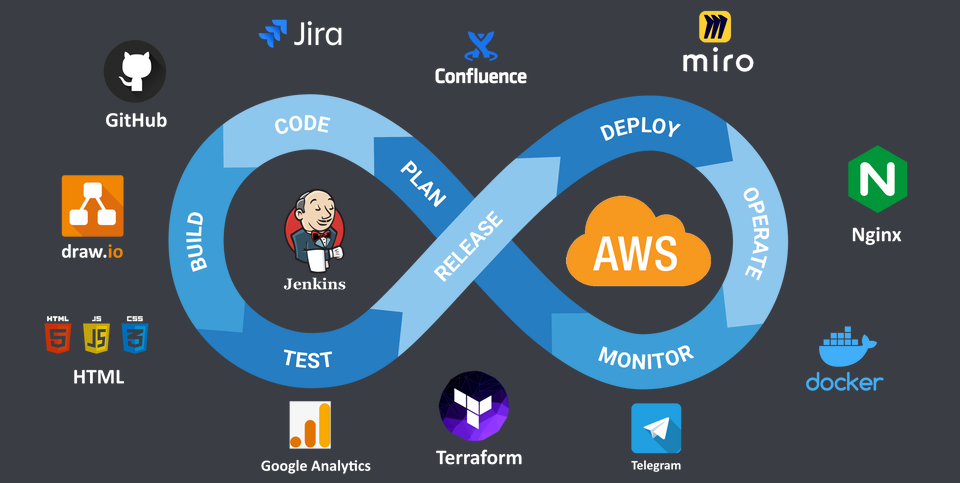 Jira
Confluence
miro
GitHub
CODE
DEPLOY
PLAN
Nginx
draw.io
BUILD
RELEASE
OPERATE
AWS
Jenkins
HTML JS CSS
5 JS 3
HTML
TEST
MONITOR
docker
Google Analytics
Terraform
Telegram